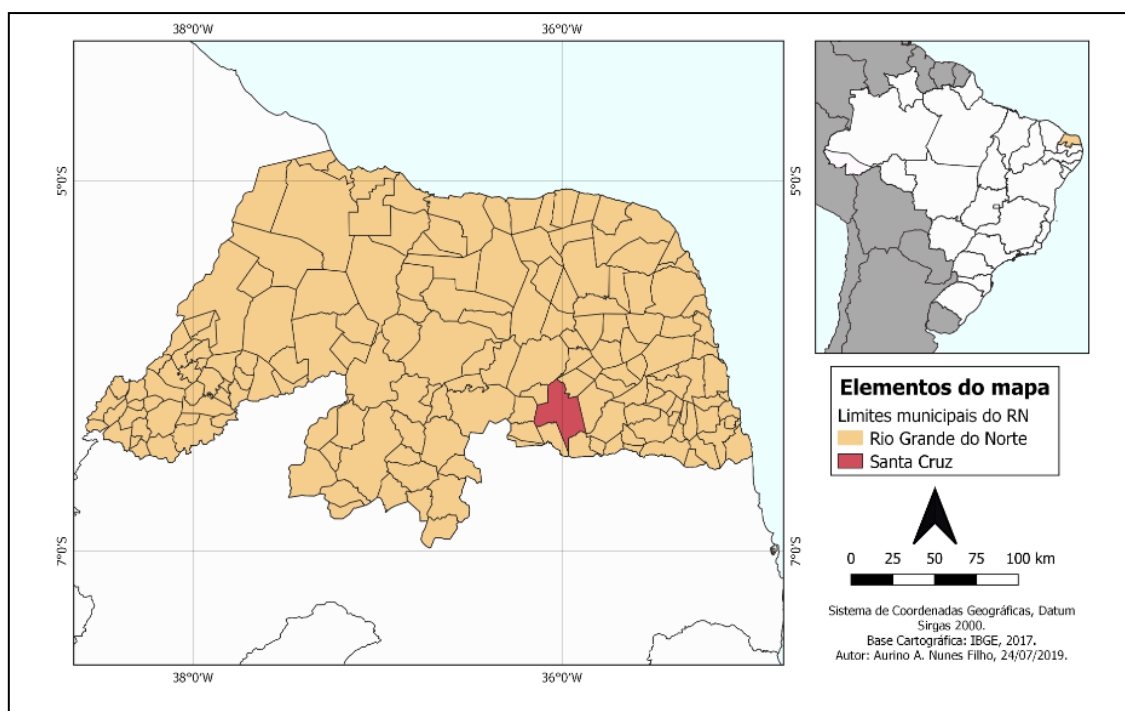 38°0'W
36°0'W
5°0'S
5°0'S
7°0'S
7°0'S
38°0'W
36°0'W
Elementos do mapa
Limites municipais do RN
Rio Grande do Norte
Santa Cruz
0 25 50 75 100 km
Sistema de Coordenadas Geográficas, Datum
Sirgas 2000.
Base Cartográfica: IBGE, 2017.
Autor: Aurino A. Nunes Filho, 24/07/2019.